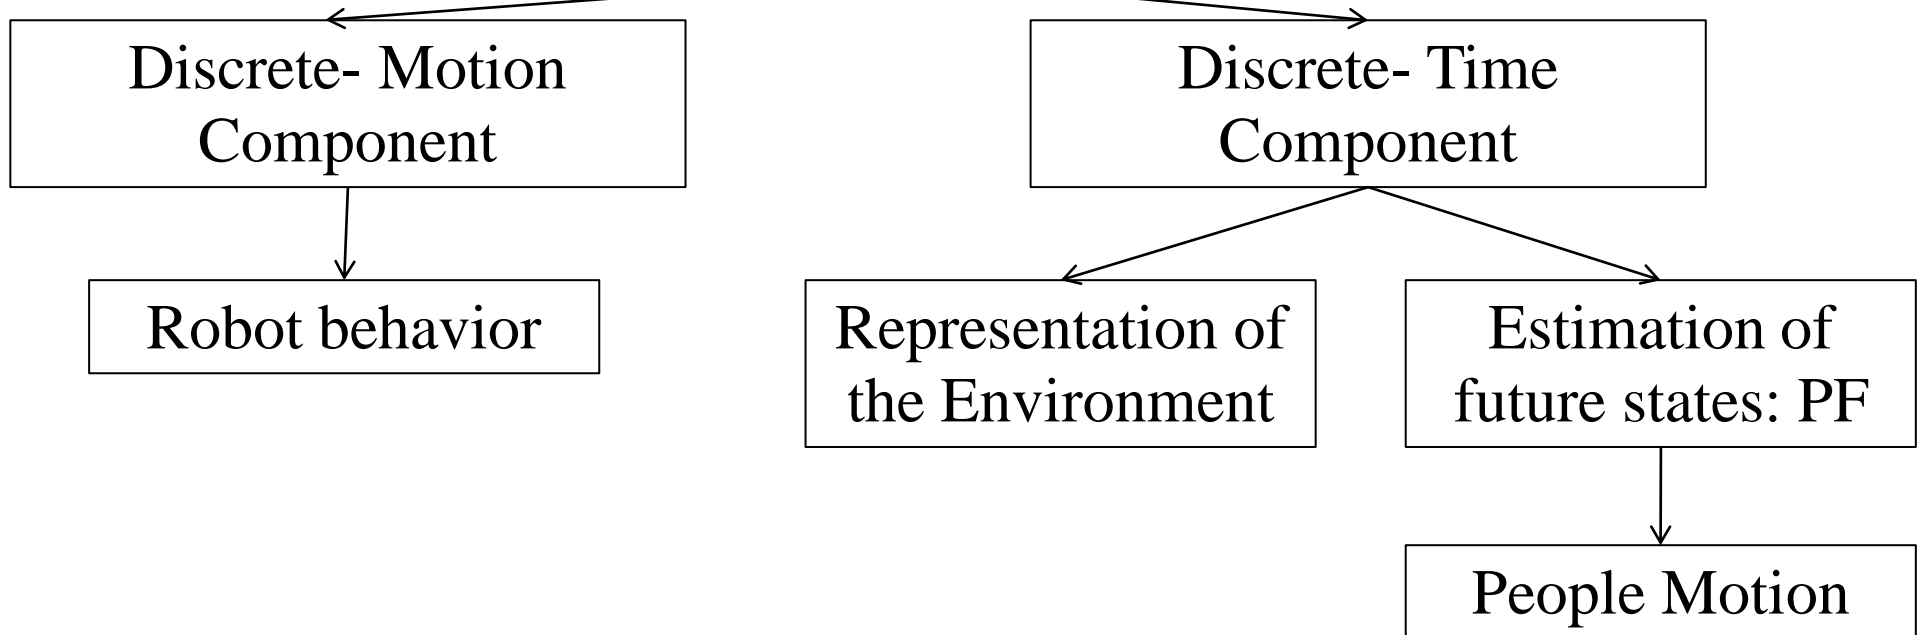 Discrete- Motion
Component
Discrete- Time
Component
Robot behavior
Representation of
the Environment
Estimation of
future states: PF
People Motion